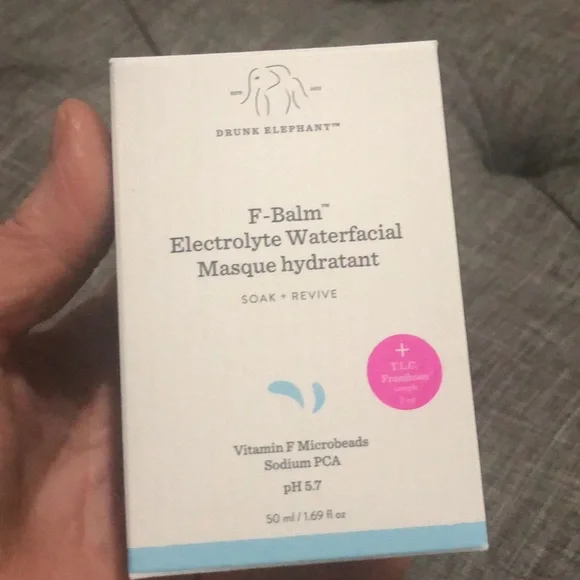 DRUNK ELEPHANT™
F-Balm™
Electrolyte Waterfacial
Masque hydratant
SOAK + REVIVE
+
T.L.C.
Framboos
sample
Vitamin F Microbeads
Sodium PCA
pH 5.7
50 ml / 1.69 fl oz